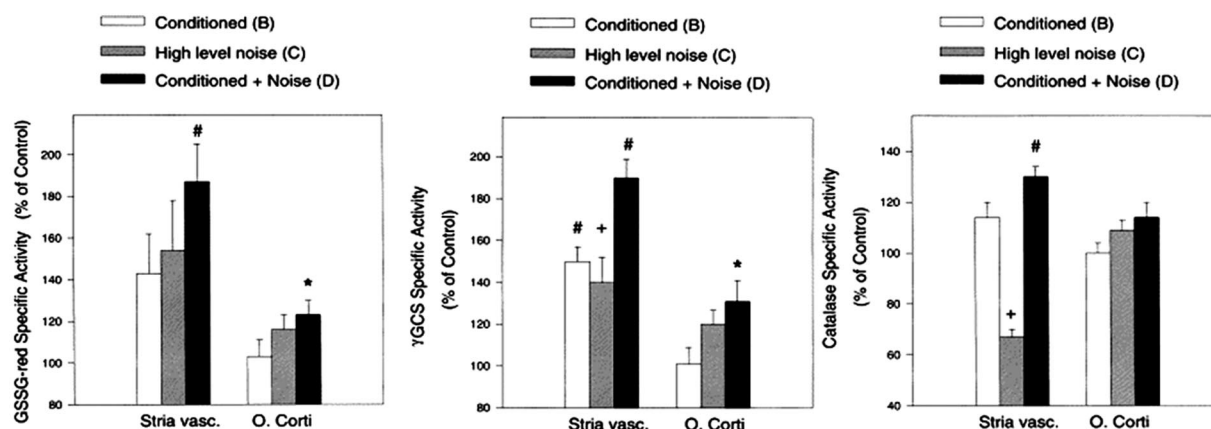 Conditioned (B)
High level noise (C)
Conditioned + Noise (D)
GSSG-red Specific Activity (% of Control)
200
180
160
140
120
100
80
#
*
Stria vasc. O. Corti
Conditioned (B)
High level noise (C)
Conditioned + Noise (D)
γGCS Specific Activity
(% of Control)
200
180
160
140
120
100
80
#
+
#
*
Stria vasc. O. Corti
Conditioned (B)
High level noise (C)
Conditioned + Noise (D)
Catalase Specific Activity
(% of Control)
140
120
100
80
60
40
+
#
Stria vasc. O. Corti